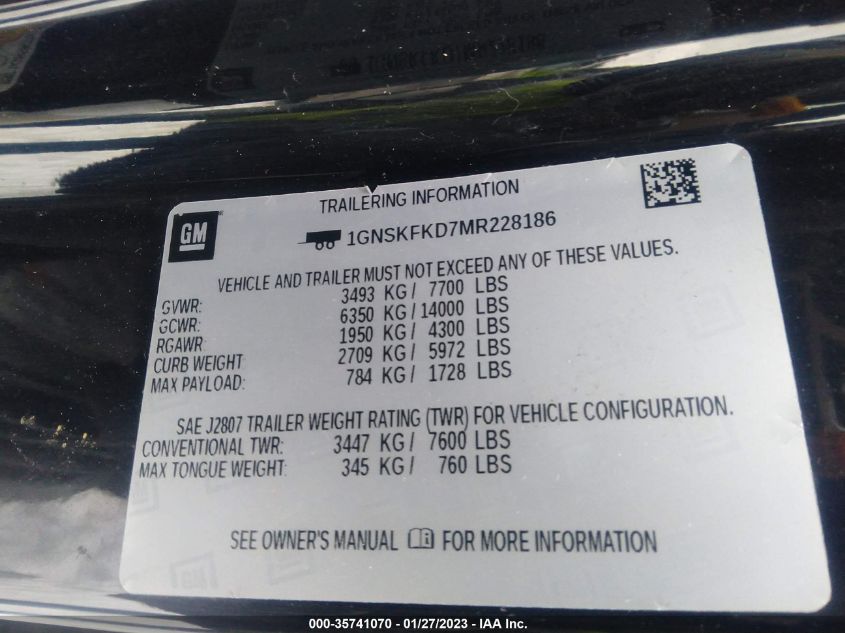 TRAILERING INFORMATION
GM
1GNSKFKD7MR228186
VEHICLE AND TRAILER MUST NOT EXCEED ANY OF THESE VALUES.
GVWR: 3493 KG/ 7700 LBS
GCWR: 6350 KG/ 14000 LBS
RGAWR: 1950 KG/ 4300 LBS
CURB WEIGHT 2709 KG/ 5972 LBS
MAX PAYLOAD: 784 KG/ 1728 LBS
SAE J2807 TRAILER WEIGHT RATING (TWR) FOR VEHICLE CONFIGURATION.
CONVENTIONAL TWR: 3447 KG/ 7600 LBS
MAX TONGUE WEIGHT: 345 KG/ 760 LBS
SEE OWNER'S MANUAL FOR MORE INFORMATION
000-35741070 - 01/27/2023 - IAA Inc.